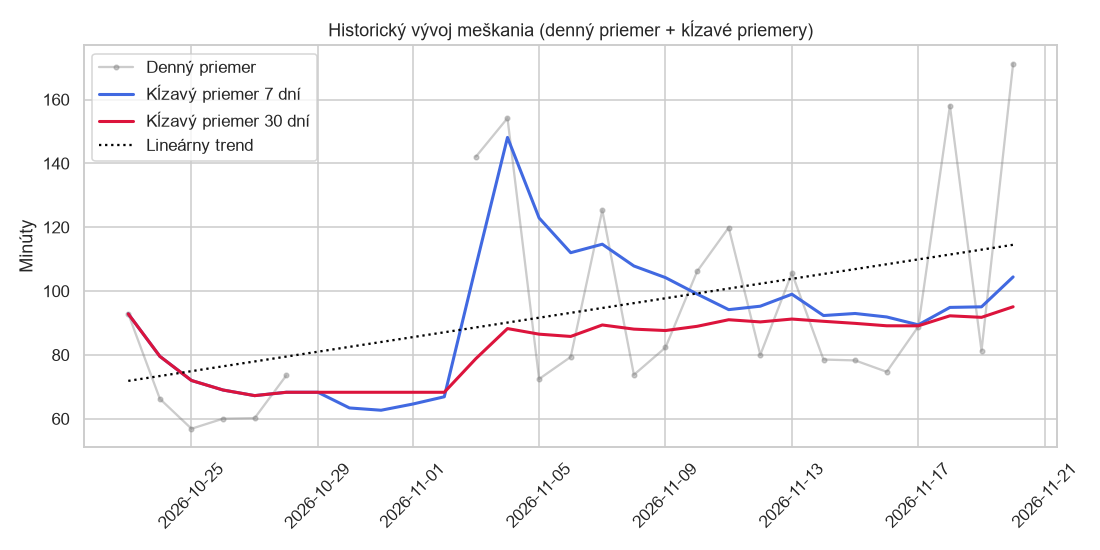 Historický vývoj meškania (denný priemer + kĺzavé priemery)
Denný priemer
Kĺzavý priemer 7 dní
Kĺzavý priemer 30 dní
Lineárny trend
Minúty
160
140
120
100
80
60
2026-10-25
2026-10-29
2026-11-01
2026-11-05
2026-11-09
2026-11-13
2026-11-17
2026-11-21